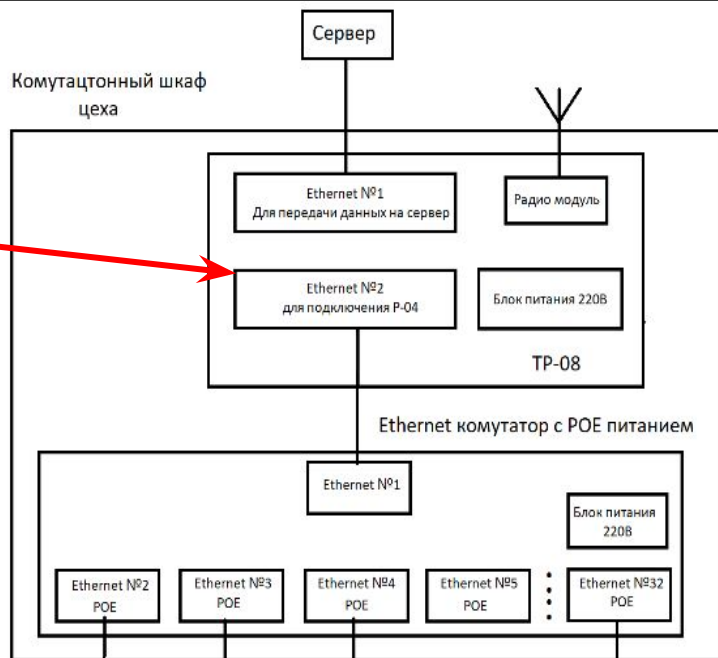 Сервер
Комутацтонный шкаф
цеха
Ethernet №1
Для передачи данных на сервер
Радио модуль
Ethernet №2
для подключения Р-04
Блок питания 220В
ТР-08
Ethernet комутатор с POE питанием
Ethernet №1
Блок питания
220В
Ethernet №2
POE
Ethernet №3
POE
Ethernet №4
POE
Ethernet №5
POE
Ethernet №32
POE